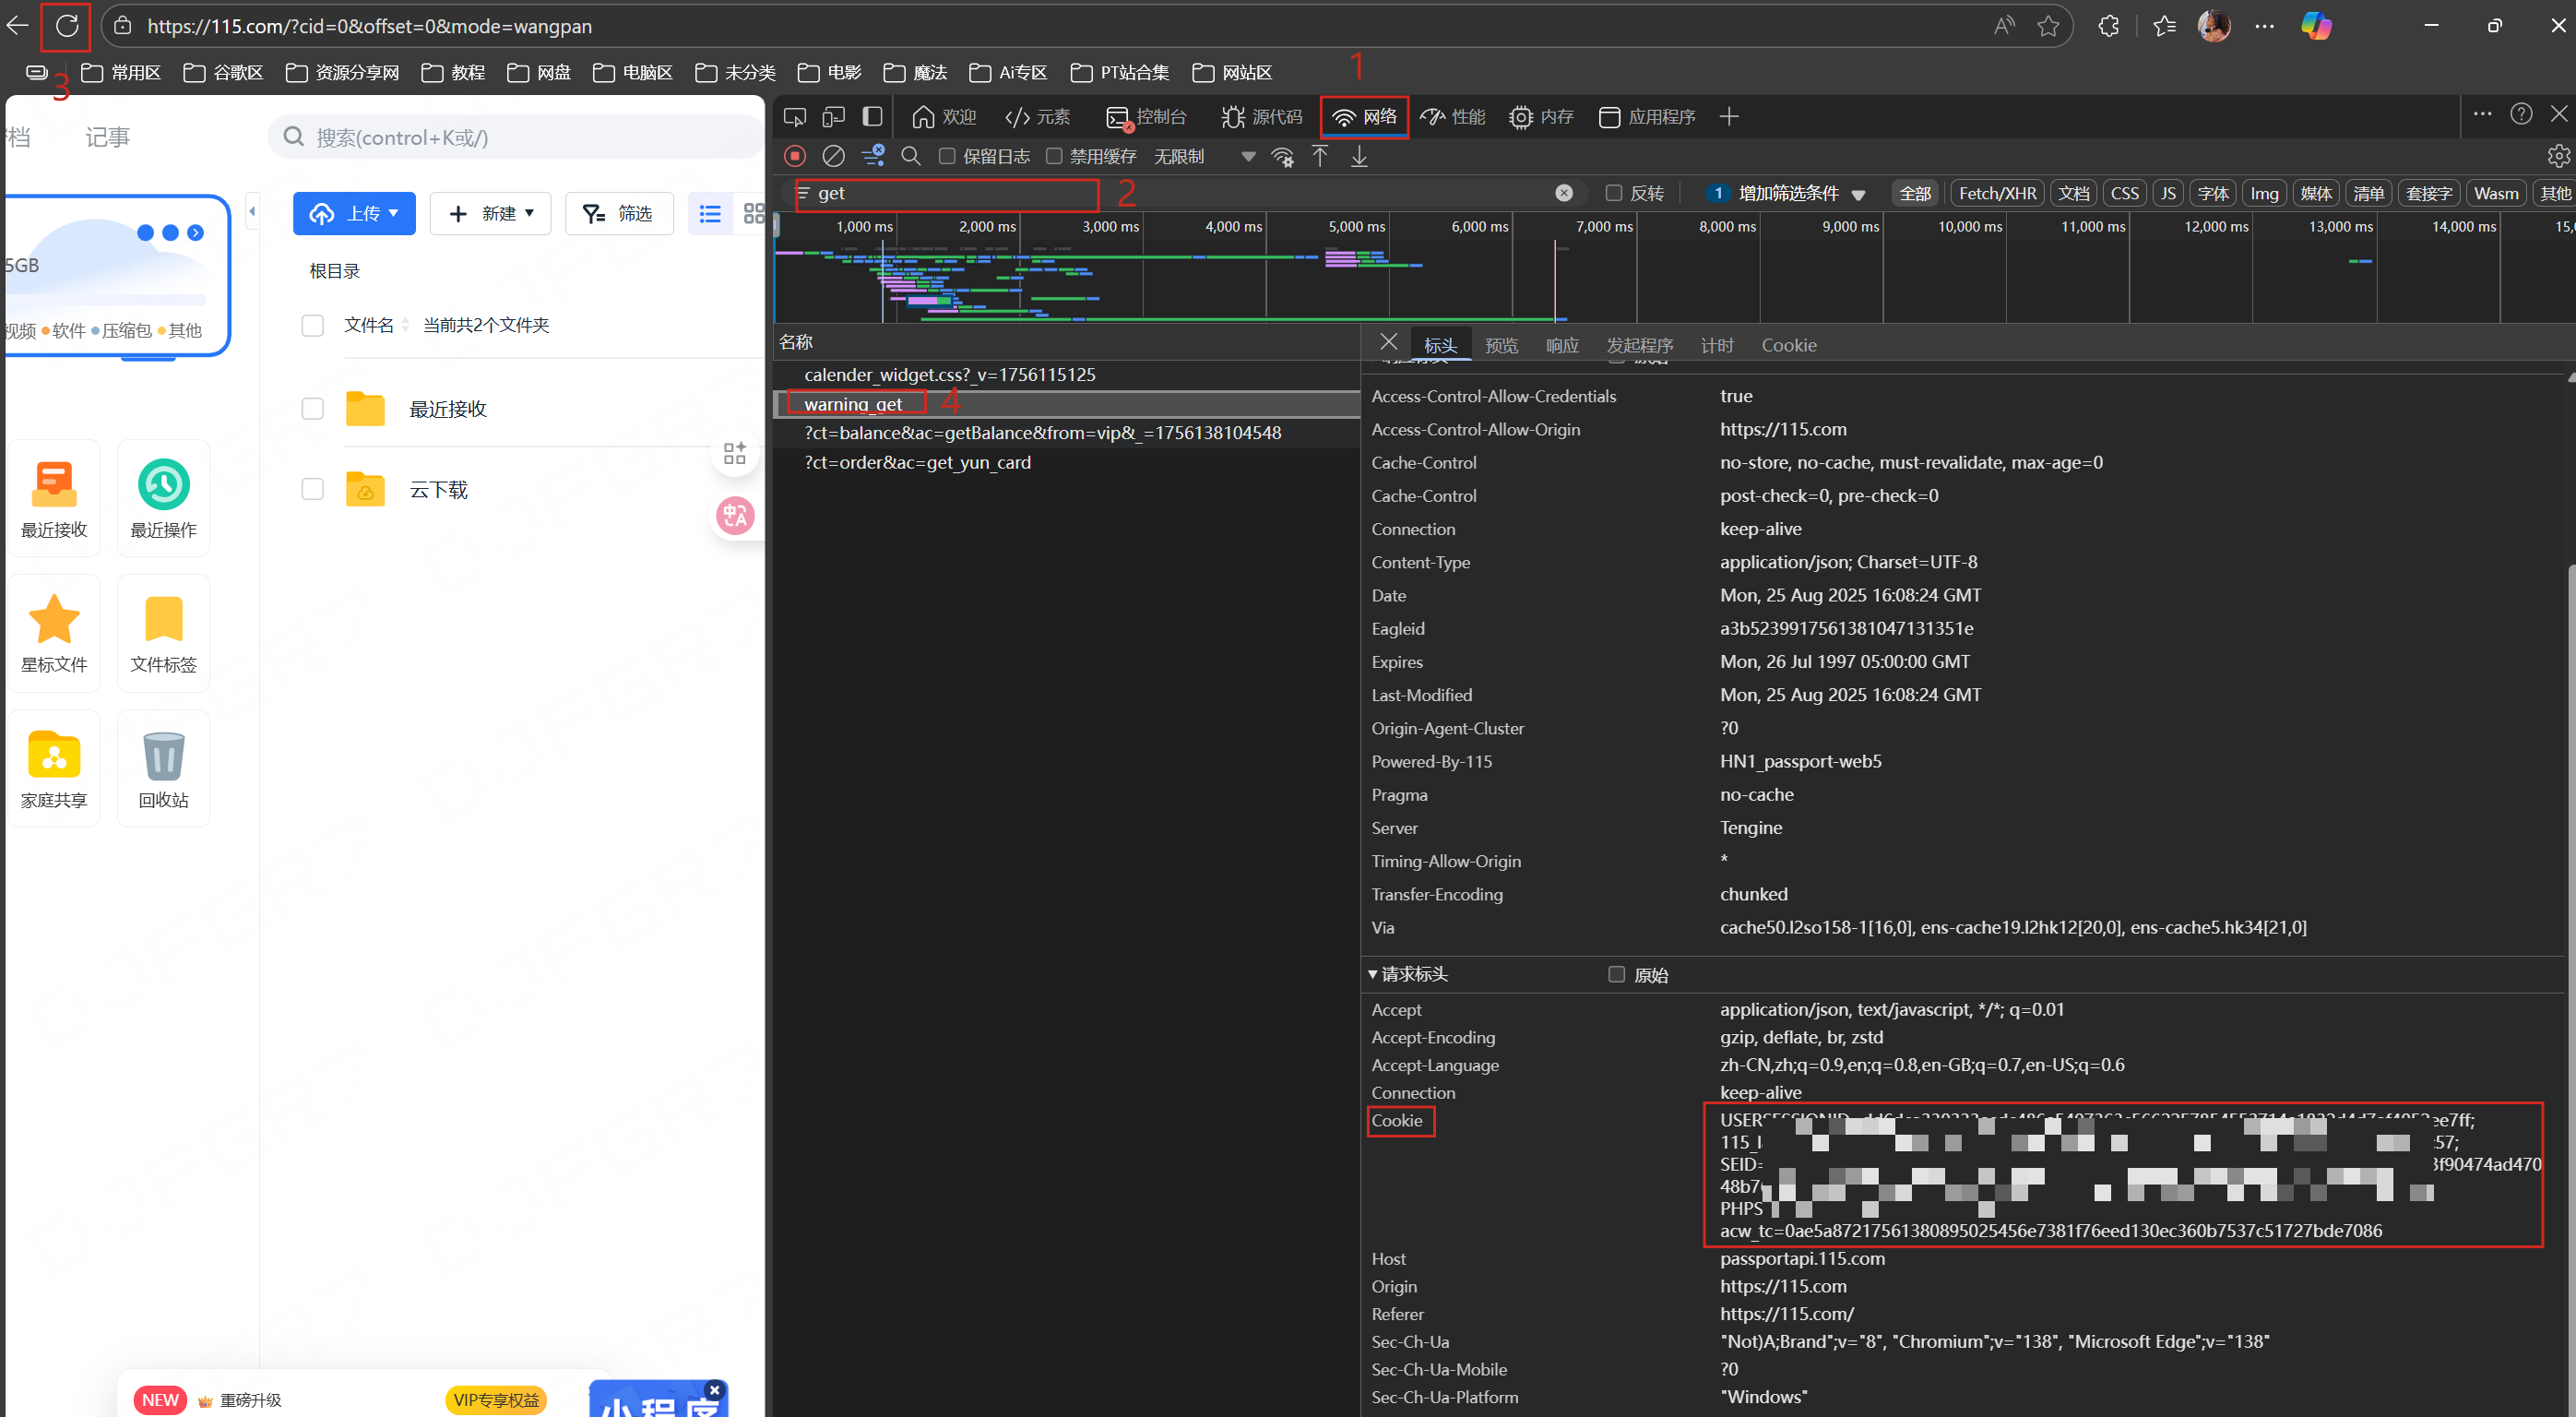 https://115.com/?cid=0&offset=0&mode=wangpan
常用区 谷歌区 资源分享网 教程 网盘 电脑区 未分类 电影 魔法 Ai专区 PT站合集 网站区
1
3
档 记事
搜索(control+K或/)
5GB
视频 软件 压缩包 其他
最近接收 最近操作
星标文件 文件标签
家庭共享 回收站
上传 新建 筛选
根目录
文件名 当前共2个文件夹
最近接收
云下载
NEW 重磅升级 VIP专享权益
小程序
欢迎 元素 控制台 源代码 网络 性能 内存 应用程序
保留日志 禁用缓存 无限制
get 2 反转 1 增加筛选条件 全部 Fetch/XHR 文档 CSS JS 字体 Img 媒体 清单 套接字 Wasm 其他
1,000 ms 2,000 ms 3,000 ms 4,000 ms 5,000 ms 6,000 ms 7,000 ms 8,000 ms 9,000 ms 10,000 ms 11,000 ms 12,000 ms 13,000 ms 14,000 ms 15,
名称
calender_widget.css?_v=1756115125
warning_get 4
?ct=balance&ac=getBalance&from=vip&_=1756138104548
?ct=order&ac=get_yun_card
标头 预览 响应 发起程序 计时 Cookie
Access-Control-Allow-Credentials true
Access-Control-Allow-Origin https://115.com
Cache-Control no-store, no-cache, must-revalidate, max-age=0
Cache-Control post-check=0, pre-check=0
Connection keep-alive
Content-Type application/json; Charset=UTF-8
Date Mon, 25 Aug 2025 16:08:24 GMT
Eagleid a3b5239917561381047131351e
Expires Mon, 26 Jul 1997 05:00:00 GMT
Last-Modified Mon, 25 Aug 2025 16:08:24 GMT
Origin-Agent-Cluster ?0
Powered-By-115 HN1_passport-web5
Pragma no-cache
Server Tengine
Timing-Allow-Origin *
Transfer-Encoding chunked
Via cache50.l2so158-1[16,0], ens-cache19.l2hk12[20,0], ens-cache5.hk34[21,0]
请求标头 原始
Accept application/json, text/javascript, */*; q=0.01
Accept-Encoding gzip, deflate, br, zstd
Accept-Language zh-CN,zh;q=0.9,en;q=0.8,en-GB;q=0.7,en-US;q=0.6
Connection keep-alive
Cookie
ee7ff;
115_l :57;
SEID= 3f90474ad470
48b7
PHPS
acw_tc=0ae5a87217561380895025456e7381f76eed130ec360b7537c51727bde7086
Host passportapi.115.com
Origin https://115.com
Referer https://115.com/
Sec-Ch-Ua "Not)A;Brand";v="8", "Chromium";v="138", "Microsoft Edge";v="138"
Sec-Ch-Ua-Mobile ?0
Sec-Ch-Ua-Platform "Windows"